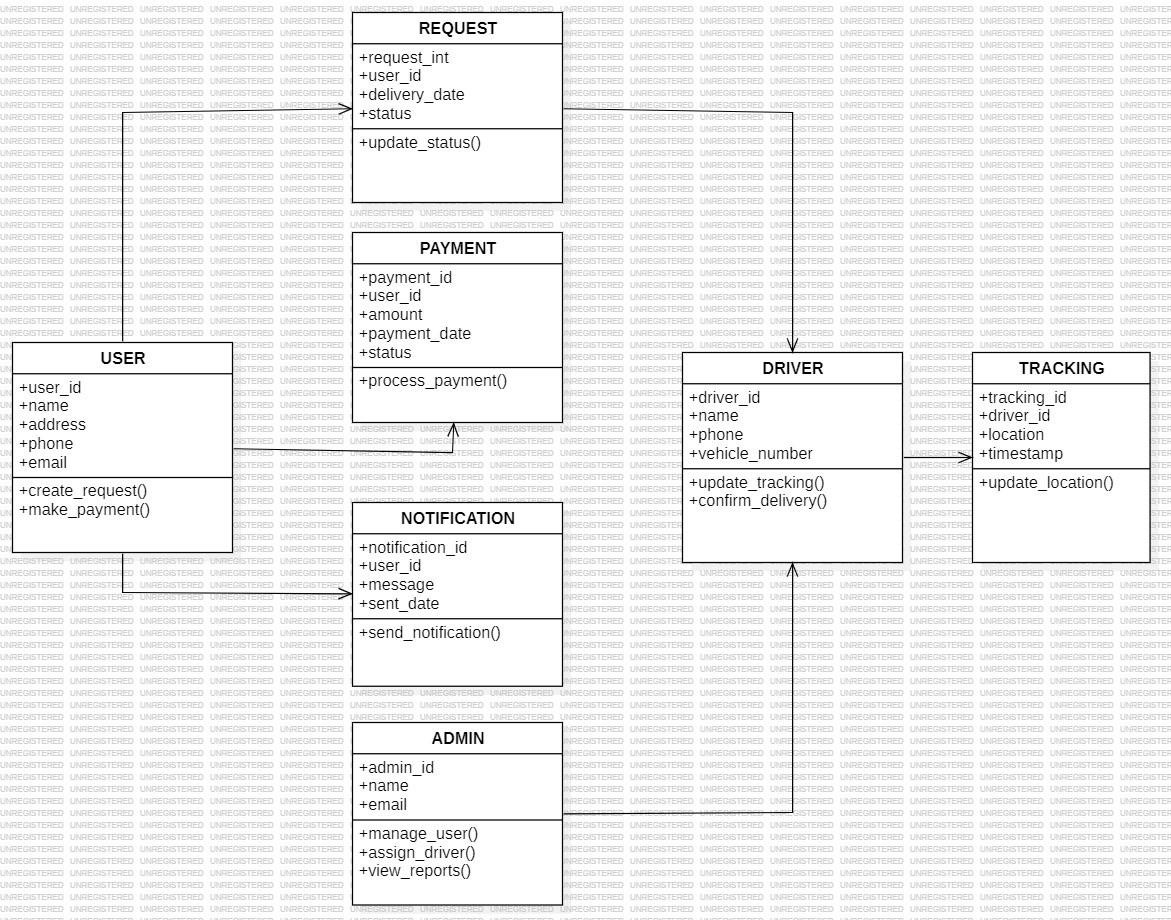 REQUEST
+request_int
+user_id
+delivery_date
+status
+update_status()
PAYMENT
+payment_id
+user_id
+amount
+payment_date
+status
+process_payment()
USER
+user_id
+name
+address
+phone
+email
+create_request()
+make_payment()
DRIVER
+driver_id
+name
+phone
+vehicle_number
+update_tracking()
+confirm_delivery()
TRACKING
+tracking_id
+driver_id
+location
+timestamp
+update_location()
NOTIFICATION
+notification_id
+user_id
+message
+sent_date
+send_notification()
ADMIN
+admin_id
+name
+email
+manage_user()
+assign_driver()
+view_reports()
UNREGISTERED